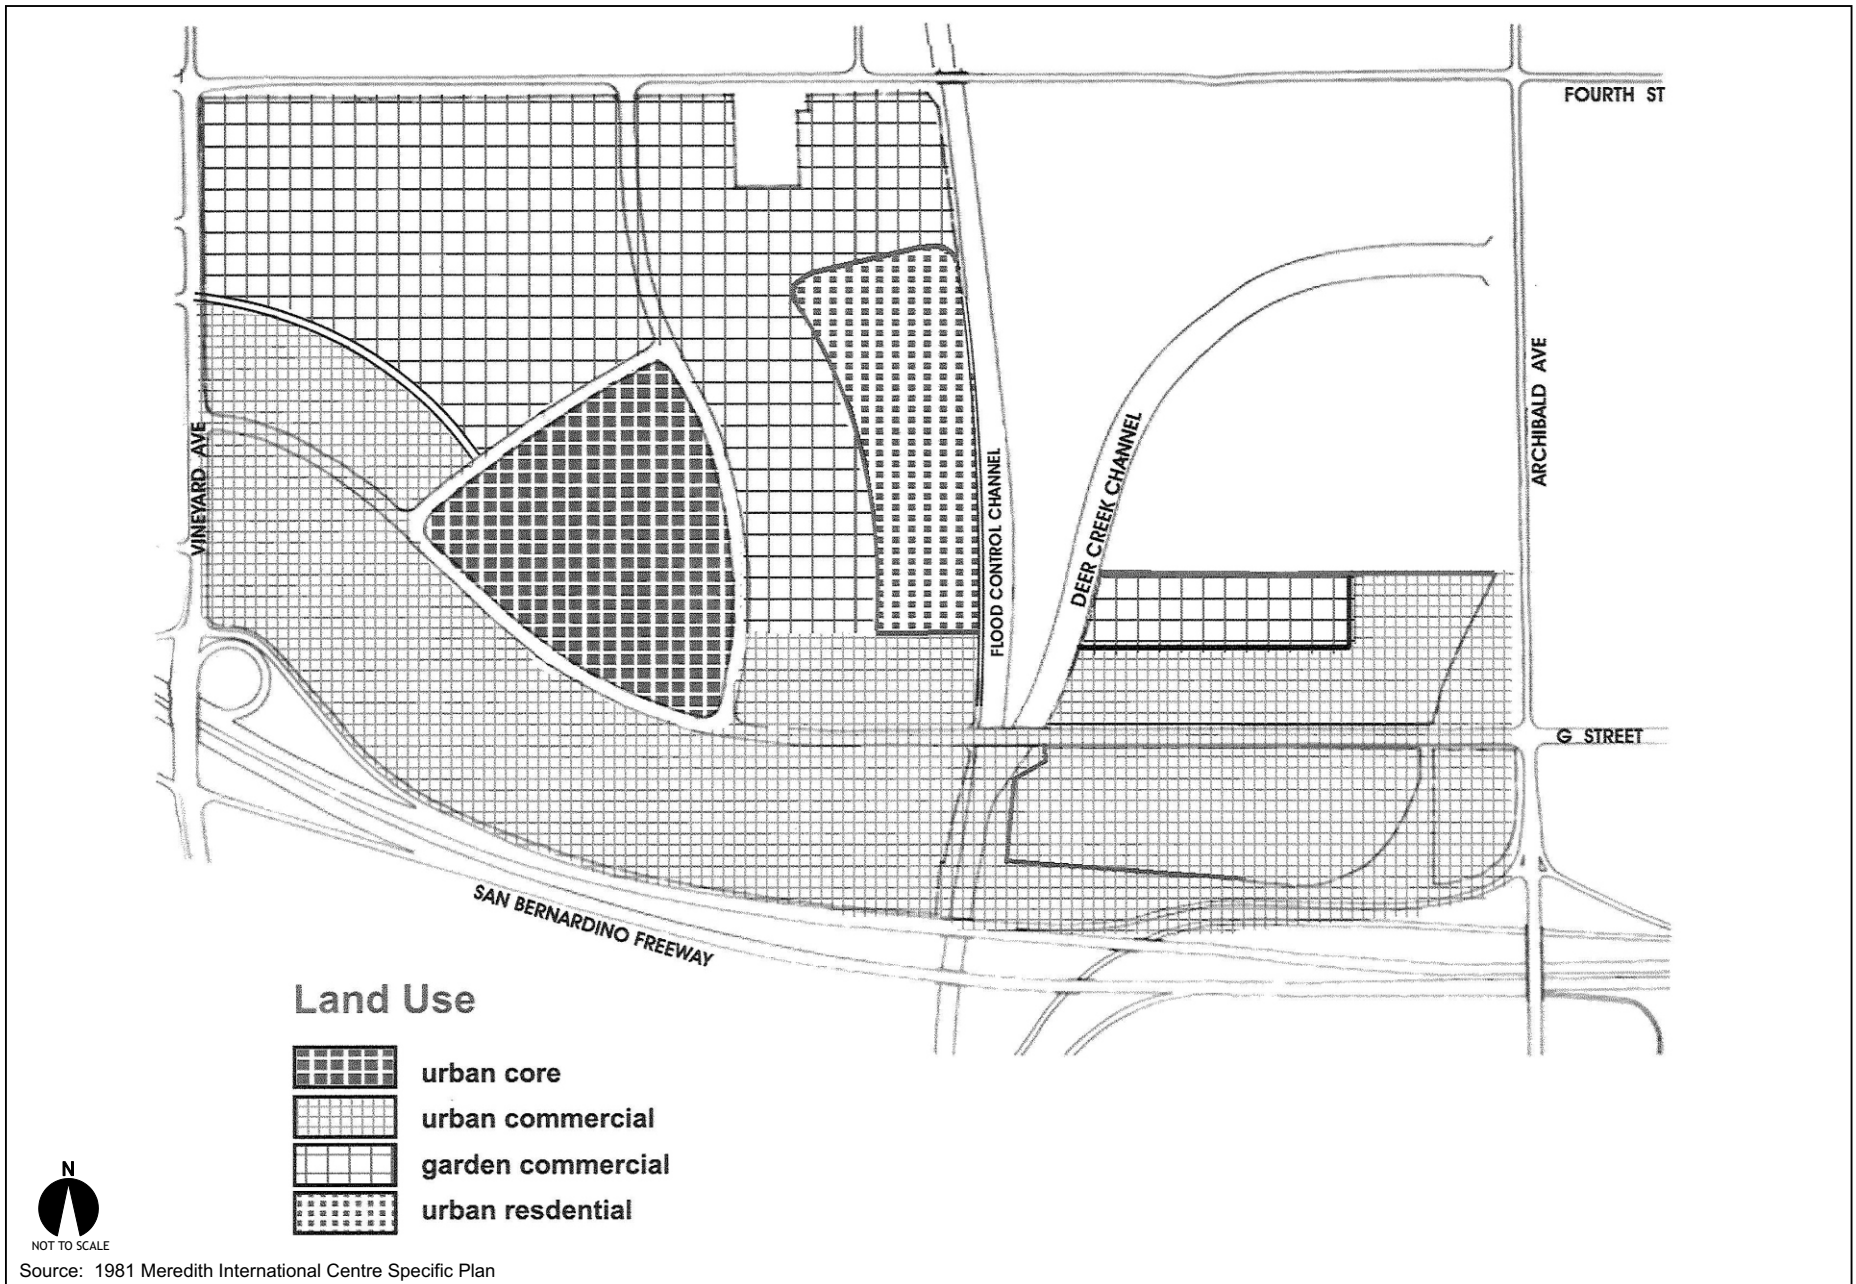 FOURTH ST
ARCHIBALD AVE
VINEYARD AVE
FLOOD CONTROL CHANNEL
DEER CREEK CHANNEL
G STREET
SAN BERNARDINO FREEWAY
Land Use
urban core
urban commercial
garden commercial
urban resdential
N
NOT TO SCALE
Source: 1981 Meredith International Centre Specific Plan